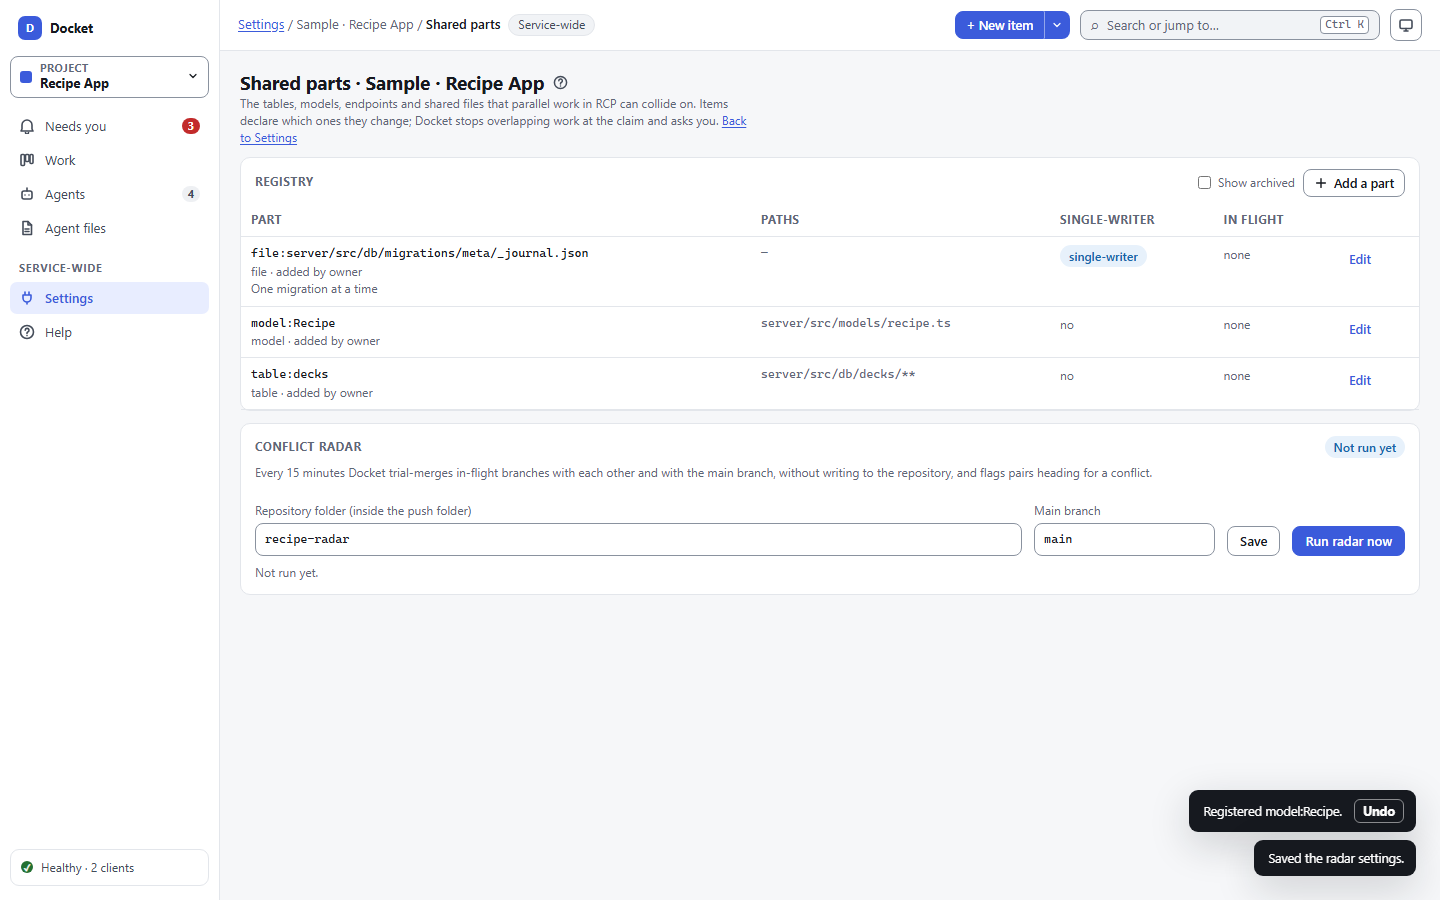 D Docket
PROJECT
Recipe App
Needs you 3
Work
Agents 4
Agent files
SERVICE-WIDE
Settings
Help
Healthy · 2 clients
Settings / Sample · Recipe App / Shared parts Service-wide
+ New item
Search or jump to... Ctrl K
Shared parts · Sample · Recipe App
The tables, models, endpoints and shared files that parallel work in RCP can collide on. Items
declare which ones they change; Docket stops overlapping work at the claim and asks you. Back
to Settings
REGISTRY
Show archived
+ Add a part
PART PATHS SINGLE-WRITER IN FLIGHT
file:server/src/db/migrations/meta/_journal.json – single-writer none Edit
file · added by owner
One migration at a time
model:Recipe server/src/models/recipe.ts no none Edit
model · added by owner
table:decks server/src/db/decks/** no none Edit
table · added by owner
CONFLICT RADAR
Not run yet
Every 15 minutes Docket trial-merges in-flight branches with each other and with the main branch, without writing to the repository, and flags pairs heading for a conflict.
Repository folder (inside the push folder) Main branch
recipe-radar main Save Run radar now
Not run yet.
Registered model:Recipe. Undo
Saved the radar settings.